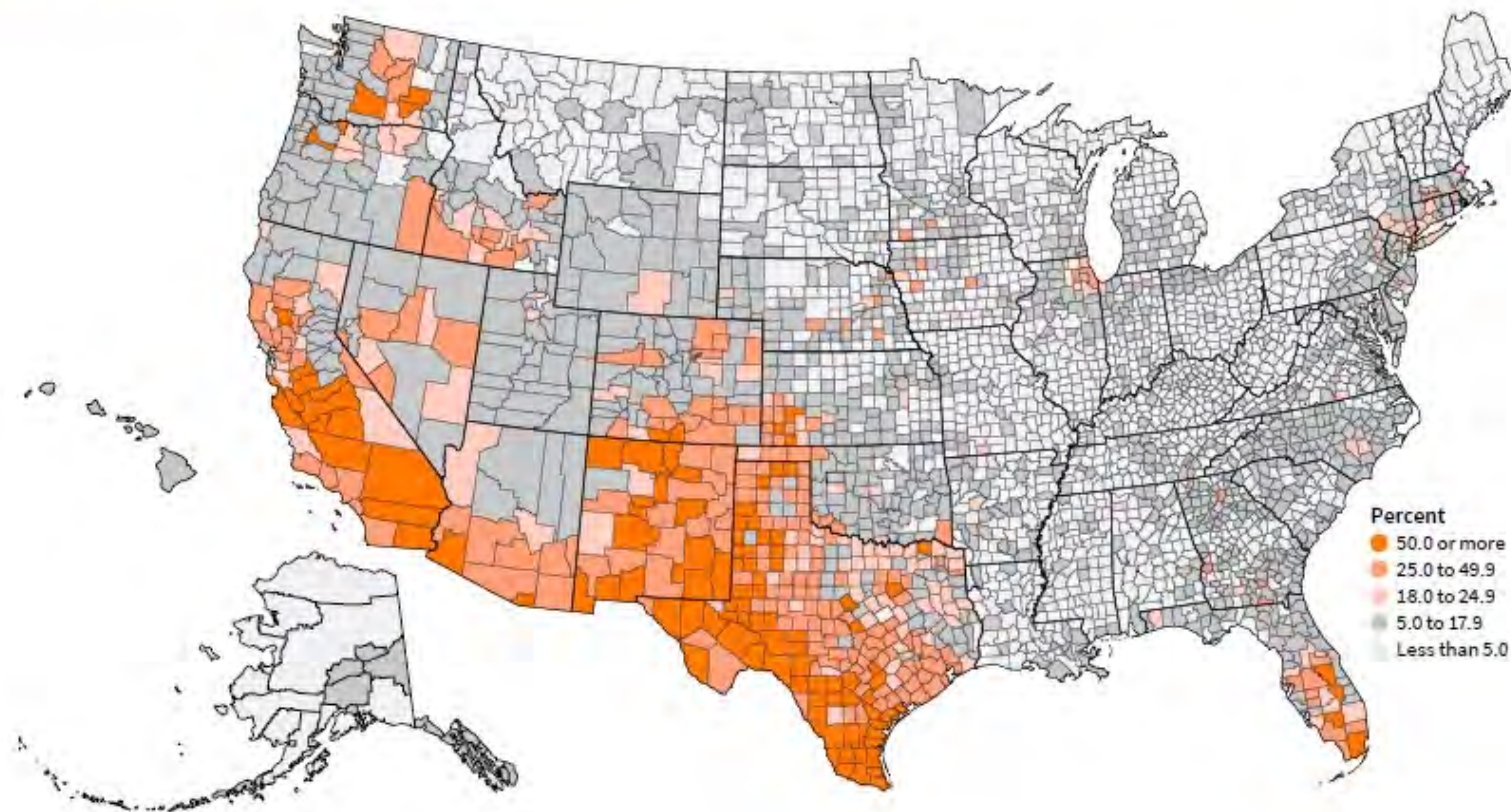 Percent
50.0 or more
25.0 to 49.9
18.0 to 24.9
5.0 to 17.9
Less than 5.0